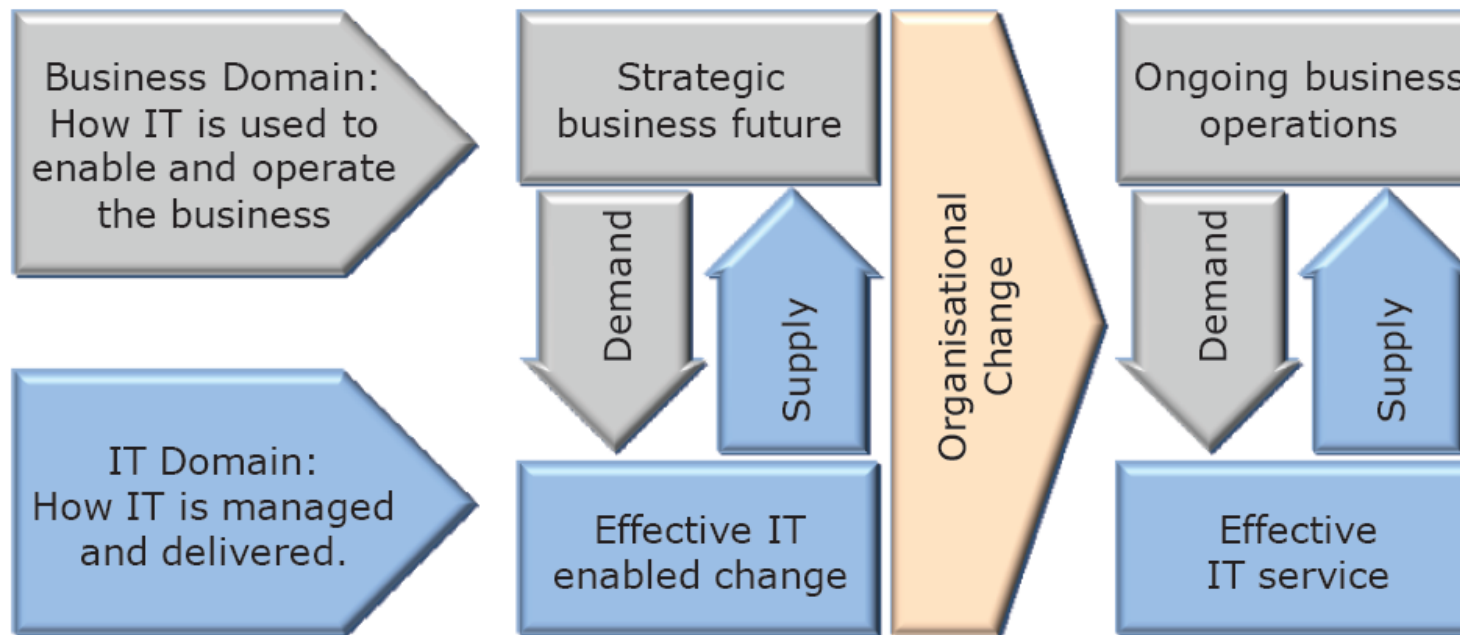 Business Domain:
How IT is used to
enable and operate
the business
IT Domain:
How IT is managed
and delivered.
Strategic
business future
Demand
Supply
Effective IT
enabled change
Organisational
Change
Ongoing business
operations
Demand
Supply
Effective
IT service